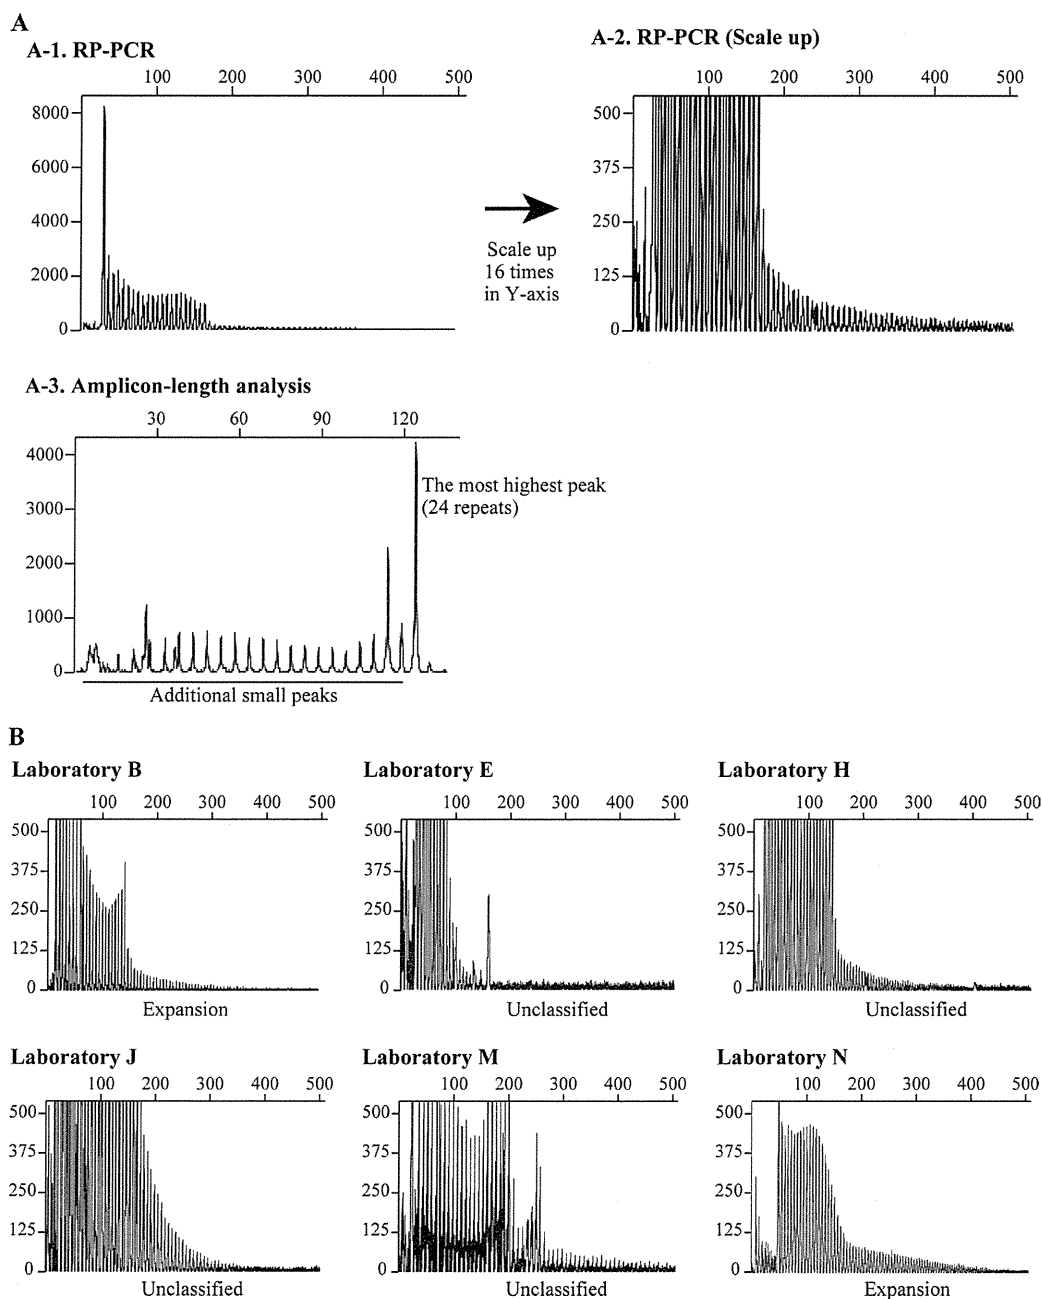 A
A-1. RP-PCR
100 200 300 400 500
8000
6000
4000
2000
0
Scale up
16 times
in Y-axis
A-2. RP-PCR (Scale up)
100 200 300 400 500
500
375
250
125
0
A-3. Amplicon-length analysis
30 60 90 120
4000
3000
2000
1000
0
The most highest peak
(24 repeats)
Additional small peaks
B
Laboratory B
100 200 300 400 500
500
375
250
125
0
Expansion
Laboratory E
100 200 300 400 500
500
375
250
125
0
Unclassified
Laboratory H
100 200 300 400 500
500
375
250
125
0
Unclassified
Laboratory J
100 200 300 400 500
500
375
250
125
0
Unclassified
Laboratory M
100 200 300 400 500
500
375
250
125
0
Unclassified
Laboratory N
100 200 300 400 500
500
375
250
125
0
Expansion